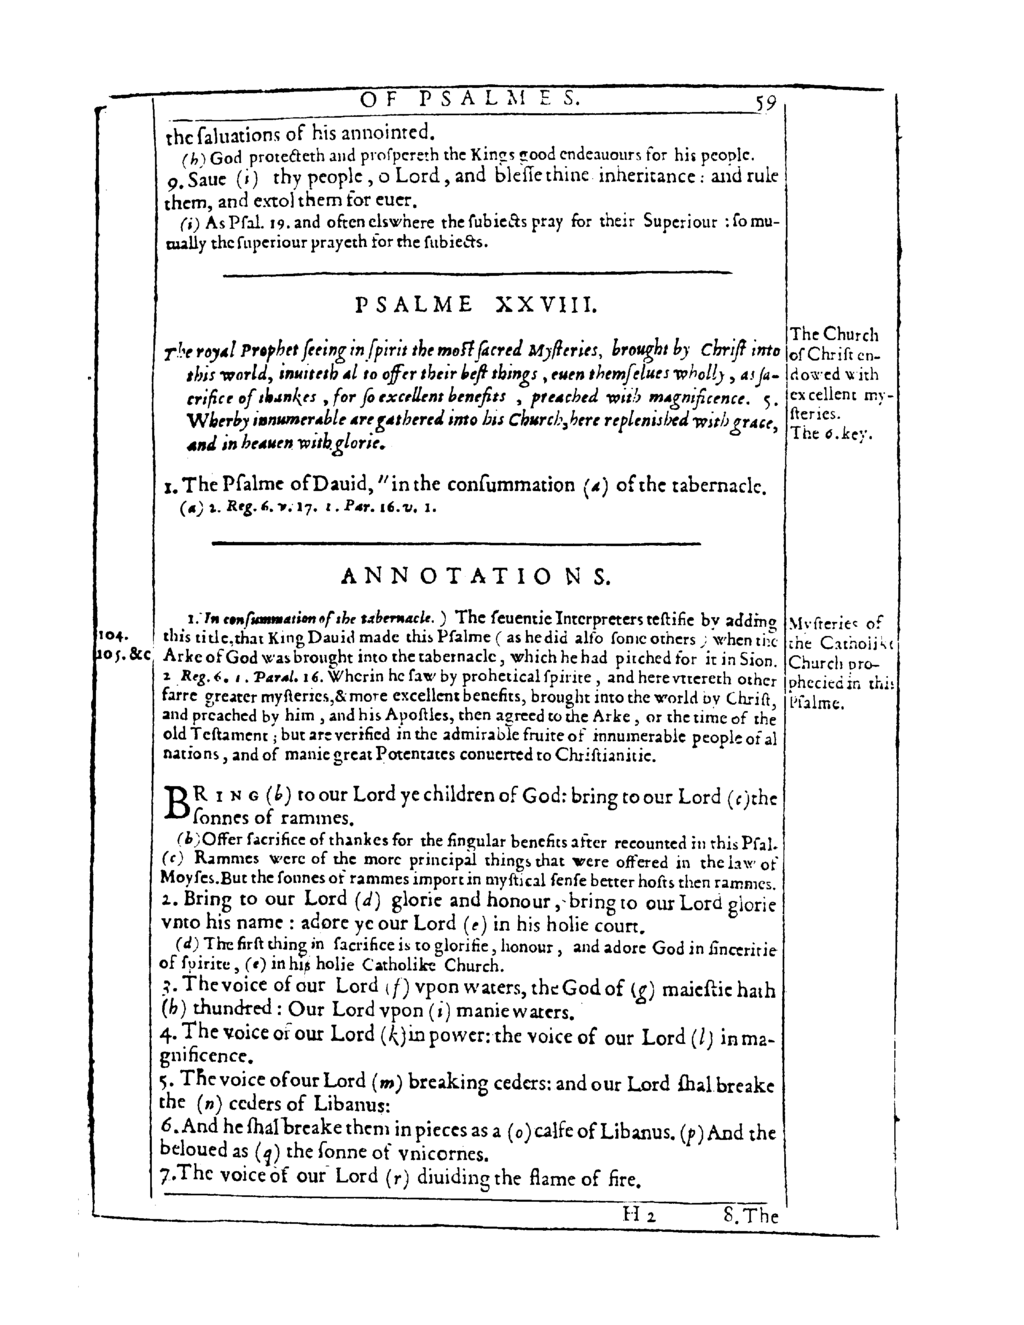 OF PSALMES. 59
the ſaluations of his annointed.
(h) God protecteth and proſpereth the Kings good endeauours for his people.
9. Saue (i) thy people, o Lord, and bleſſe thine inheritance: and rule
them, and extol them for euer.
(i) As Pſal. 19. and often elswhere the ſubiects pray for their Superiour: ſo mu-
tually the ſuperiour prayeth for the ſubiects.
PSALME XXVIII.
The royal Prophet ſeeing in ſpirit the moſt ſacred Myſteries, brought by Chriſt into
this world, inuiteth al to offer their beſt things, euen themſelues wholly, as ſa-
crifice of thankes, for ſo excellent benefits, preached with magnificence. 5.
Wherby innumerable are gathered into his Church, here replenished with grace,
and in heauen with glorie.
The Church
of Chriſt en-
dowed with
excellent my-
ſteries.
The 6. key.
1. The Pſalme of Dauid, "in the conſummation (a) of the tabernacle.
(a) 2. Reg. 6. v. 17. 1. Par. 16. v. 1.
ANNOTATIONS.
1. In conſummation of the tabernacle.) The ſeuentie Interpreters teſtifie by adding
this title, that King Dauid made this Pſalme (as he did alſo ſome others) when the
Arke of God was brought into the tabernacle, which he had pitched for it in Sion.
2 Reg. 6. 1. Paral. 16. Wherin he ſaw by prohetical ſpirite, and here vttereth other
farre greater myſteries, & more excellent benefits, brought into the world by Chriſt,
and preached by him, and his Apoſtles, then agreed to the Arke, or the time of the
old Teſtament; but are verified in the admirable fruite of innumerable people of al
nations, and of manie great Potentates conuerted to Chriſtianitie.
104.
105. &c
Myſteries of
the Catholike
Church pro-
phecied in this
Pſalme.
BRING (b) to our Lord ye children of God: bring to our Lord (c) the
ſonnes of rammes.
(b) Offer ſacrifice of thankes for the ſingular benefits after recounted in this Pſal.
(c) Rammes were of the more principal things that were offered in the law of
Moyſes. But the ſonnes of rammes import in myſtical ſenſe better hoſts then rammes.
2. Bring to our Lord (d) glorie and honour, bring to our Lord glorie
vnto his name: adore ye our Lord (e) in his holie court.
(d) The firſt thing in ſacrifice is to glorifie, honour, and adore God in ſinceritie
of ſpirite, (e) in his holie Catholike Church.
3. The voice of our Lord (f) vpon waters, the God of (g) maieſtie hath
(h) thundred: Our Lord vpon (i) manie waters.
4. The voice of our Lord (k) in power: the voice of our Lord (l) in ma-
gnificence.
5. The voice of our Lord (m) breaking ceders: and our Lord ſhal breake
the (n) ceders of Libanus:
6. And he ſhal breake them in pieces as a (o) calfe of Libanus. (p) And the
beloued as (q) the ſonne of vnicornes.
7. The voice of our Lord (r) diuiding the flame of fire.
H 2 8. The